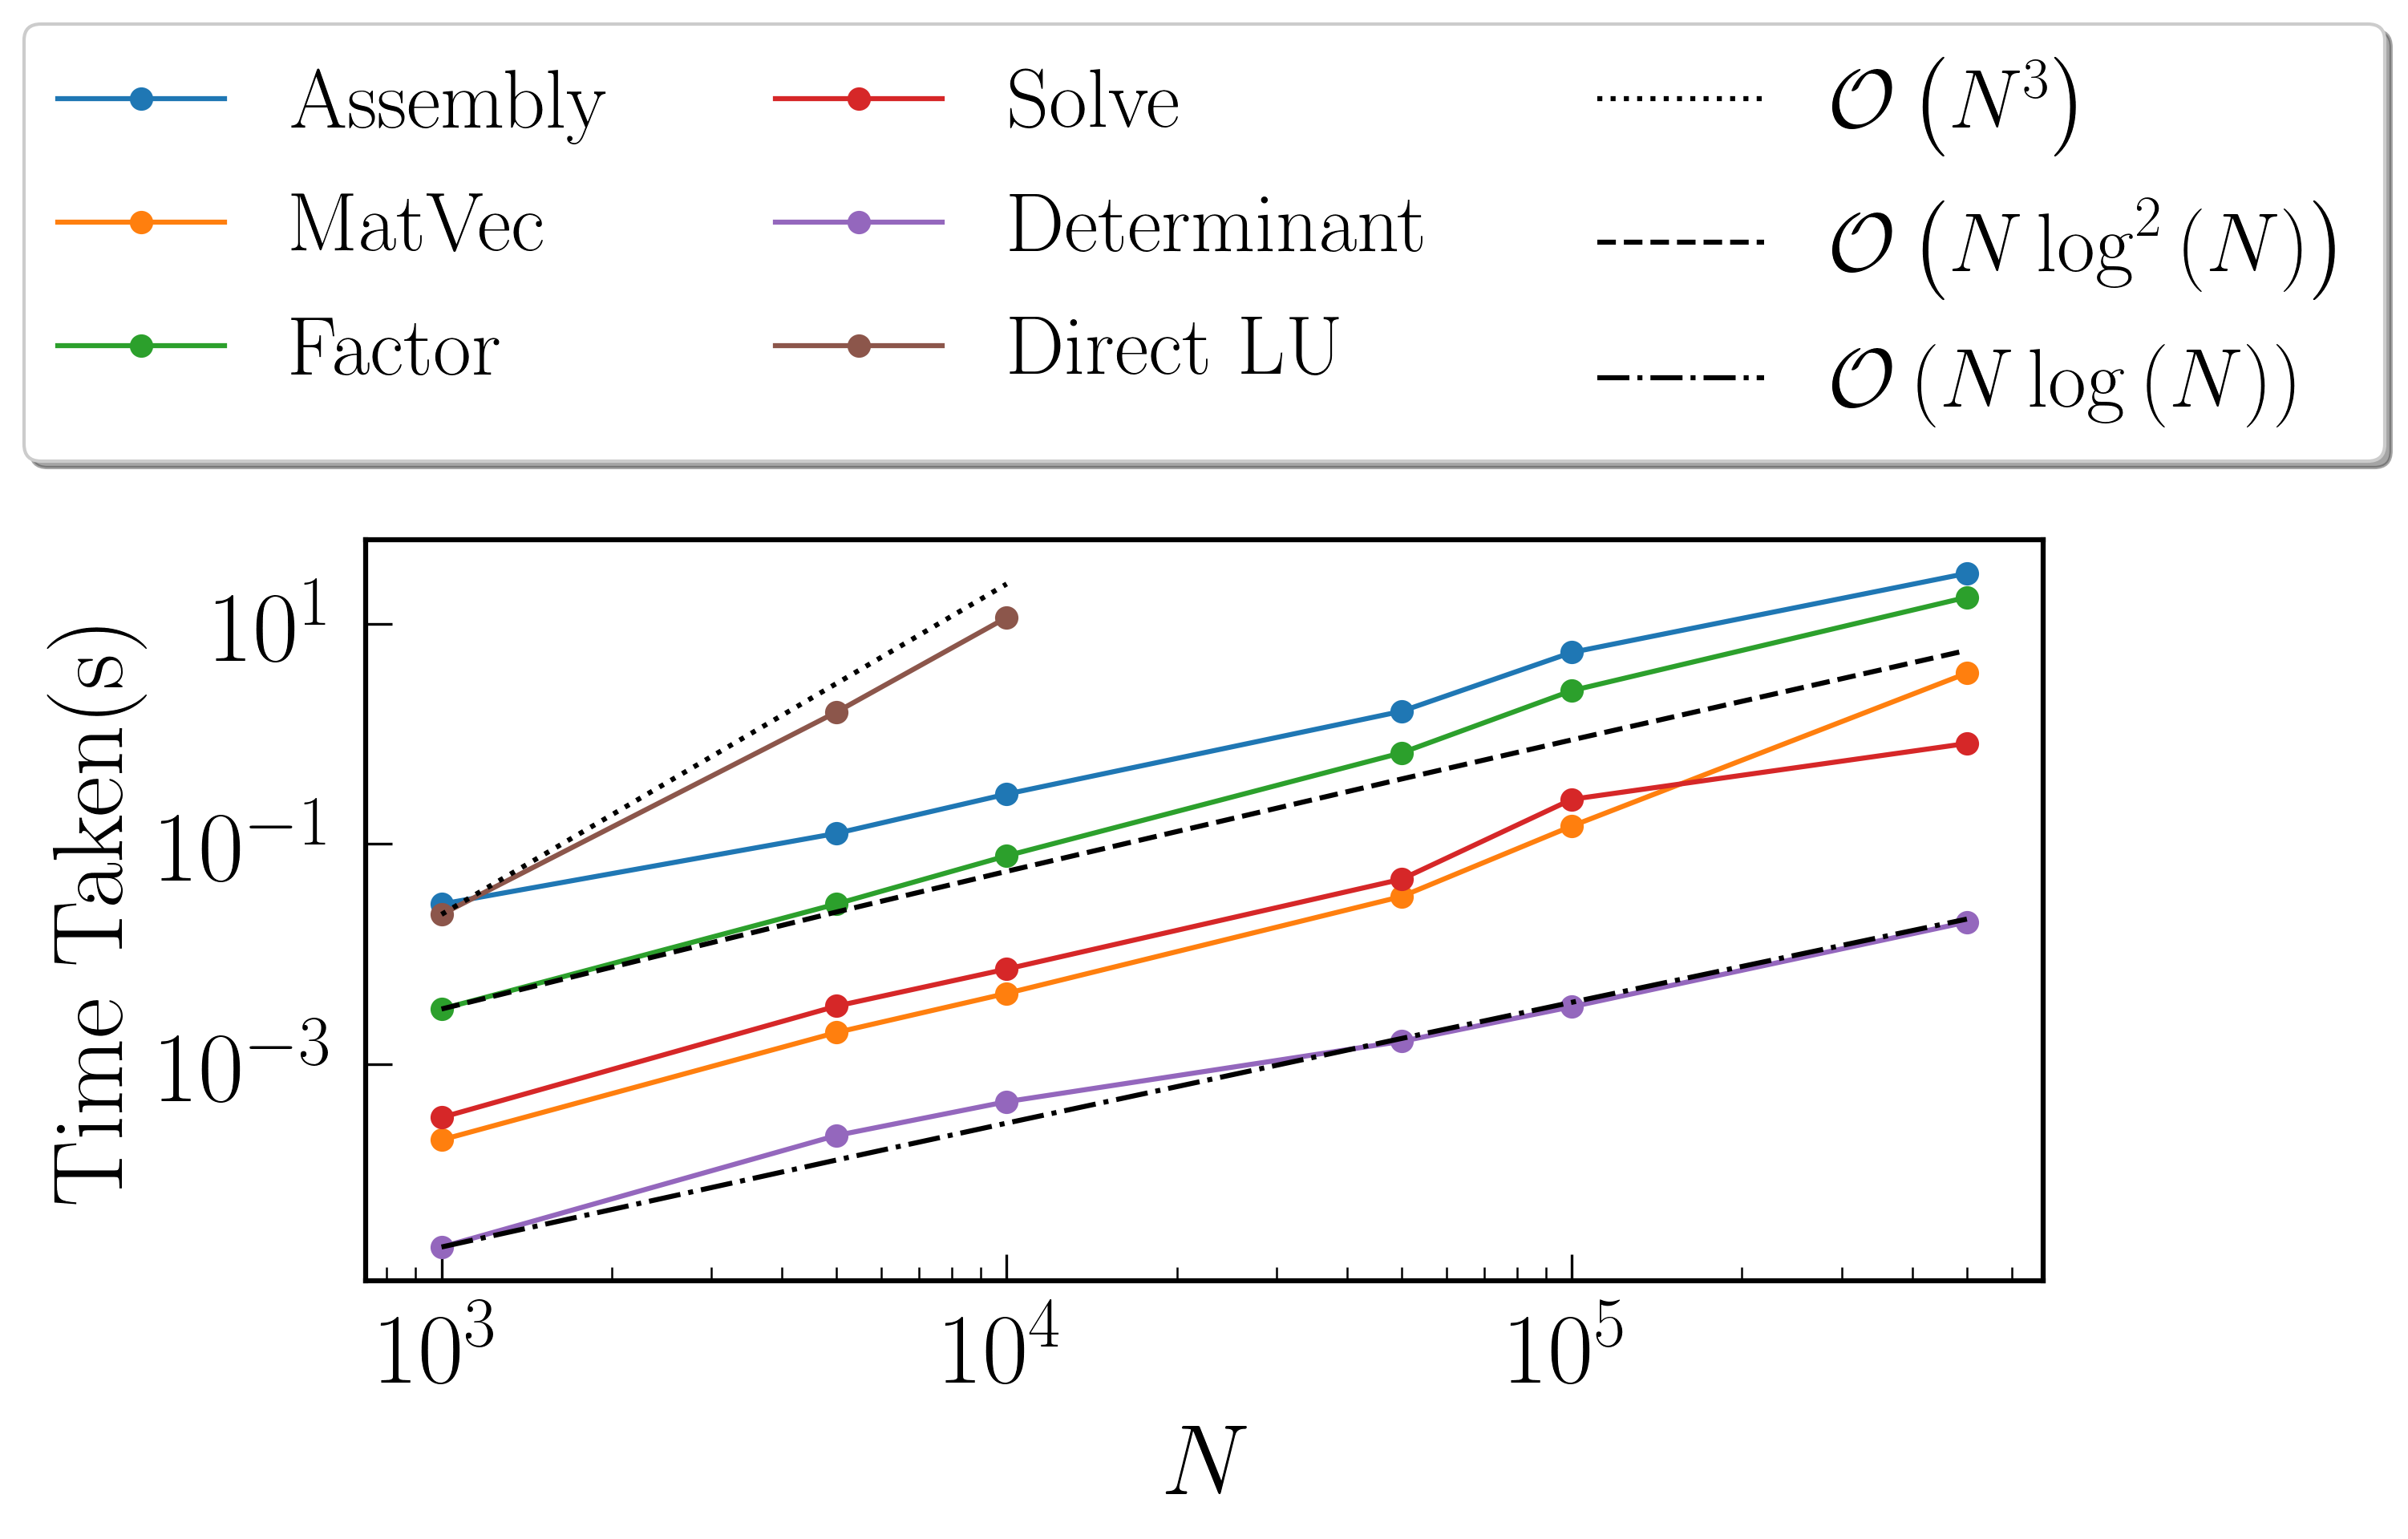 Assembly
MatVec
Factor
Solve
Determinant
Direct LU
𝒪(N³)
𝒪(N log²(N))
𝒪(N log(N))
Time Taken(s)
10¹
10⁻¹
10⁻³
10³
10⁴
10⁵
N